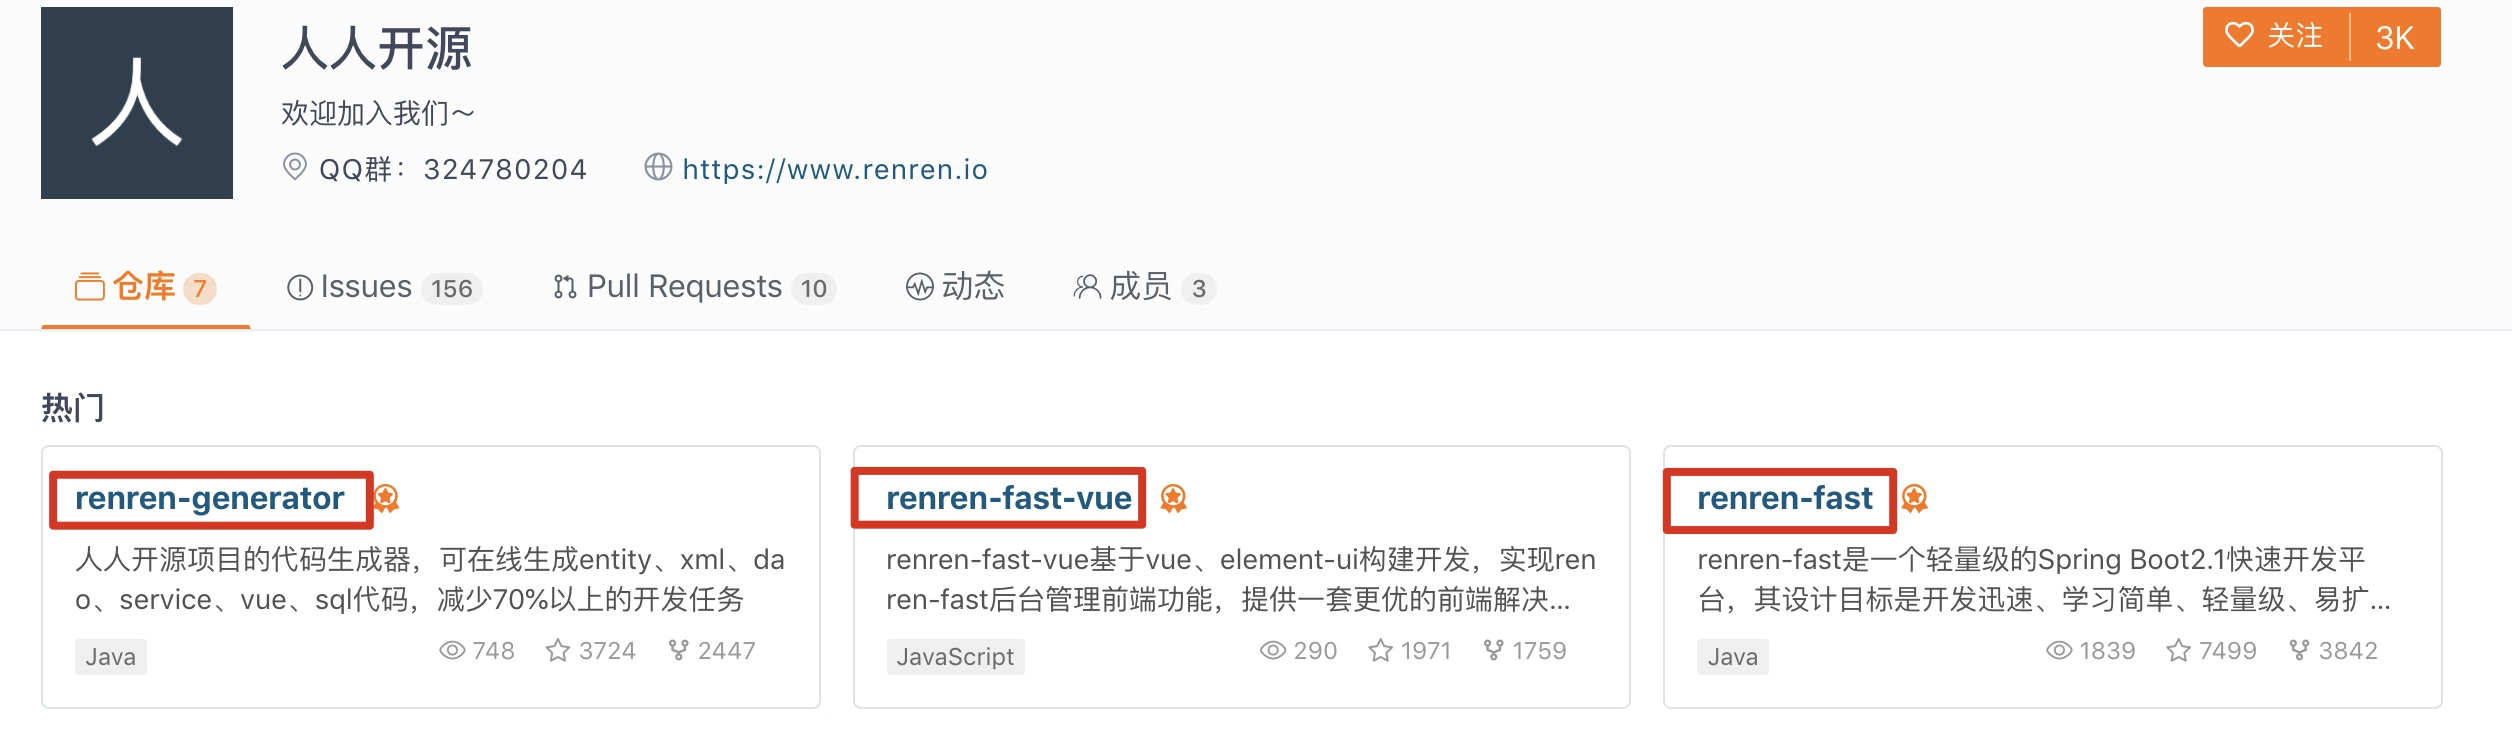 人
人人开源
关注 3K
欢迎加入我们～
QQ群： 324780204 https://www.renren.io
仓库 7 Issues 156 Pull Requests 10 动态 成员 3
热门
renren-generator
人人开源项目的代码生成器，可在线生成entity、xml、da
o、service、vue、sql代码，减少70%以上的开发任务
Java 748 3724 2447
renren-fast-vue
renren-fast-vue基于vue、element-ui构建开发，实现ren
ren-fast后台管理前端功能，提供一套更优的前端解决...
JavaScript 290 1971 1759
renren-fast
renren-fast是一个轻量级的Spring Boot2.1快速开发平
台，其设计目标是开发迅速、学习简单、轻量级、易扩...
Java 1839 7499 3842